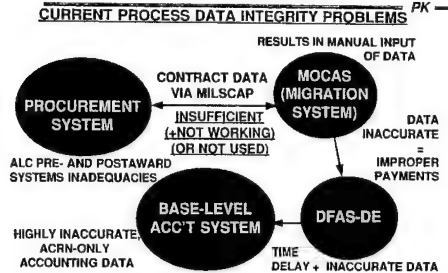 PK
CURRENT PROCESS DATA INTEGRITY PROBLEMS
RESULTS IN MANUAL INPUT
OF DATA
CONTRACT DATA
VIA MILSCAP
PROCUREMENT
SYSTEM
MOCAS
(MIGRATION
SYSTEM)
INSUFFICIENT
(+NOT WORKING)
(OR NOT USED)
DATA
INACCURATE
=
IMPROPER
PAYMENTS
ALC PRE- AND POSTAWARD
SYSTEMS INADEQUACIES
BASE-LEVEL
ACC'T SYSTEM
DFAS-DE
HIGHLY INACCURATE,
ACRN-ONLY
ACCOUNTING DATA
TIME
DELAY + INACCURATE DATA